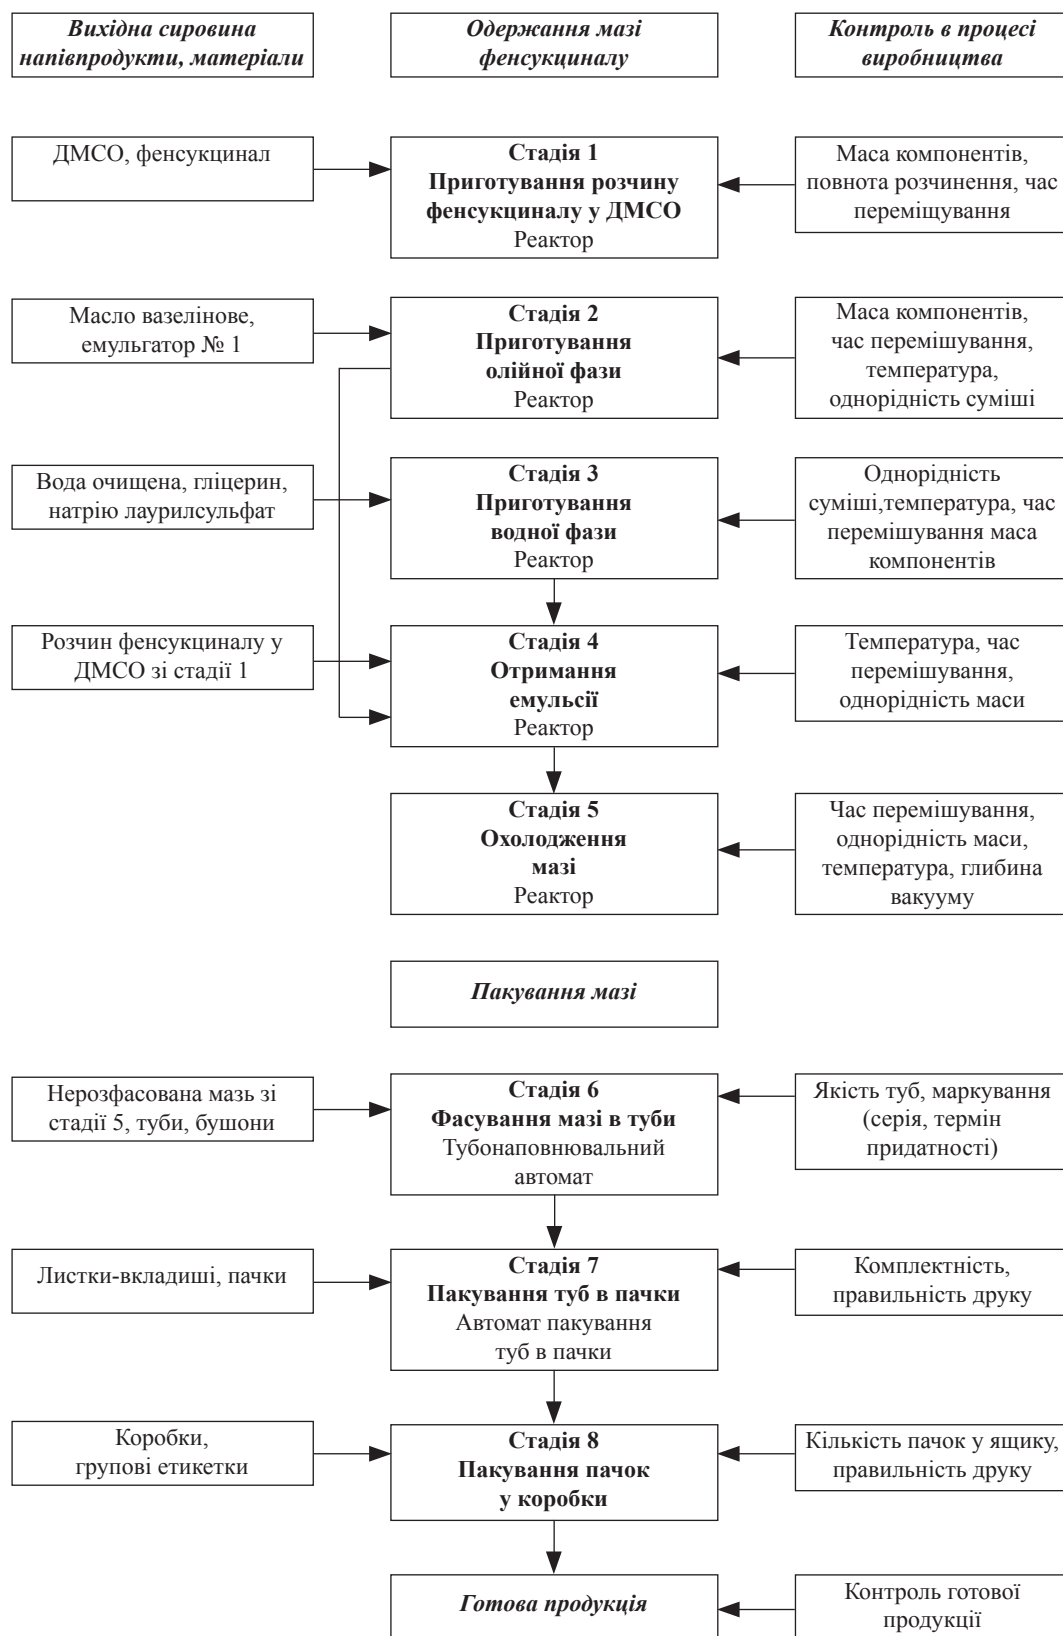 Вихідна сировина
напівпродукти, матеріали
Одержання мазі
фенсукциналу
Контроль в процесі
виробництва
ДМСО, фенсукцинал
Стадія 1
Приготування розчину
фенсукциналу у ДМСО
Реактор
Маса компонентів,
повнота розчинення, час
переміщування
Масло вазелінове,
емульгатор № 1
Стадія 2
Приготування
олійної фази
Реактор
Маса компонентів,
час перемішування,
температура,
однорідність суміші
Вода очищена, гліцерин,
натрію лаурилсульфат
Стадія 3
Приготування
водної фази
Реактор
Однорідність
суміші,температура, час
перемішування маса
компонентів
Розчин фенсукциналу у
ДМСО зі стадії 1
Стадія 4
Отримання
емульсії
Реактор
Температура, час
перемішування,
однорідність маси
Стадія 5
Охолодження
мазі
Реактор
Час перемішування,
однорідність маси,
температура, глибина
вакууму
Пакування мазі
Нерозфасована мазь зі
стадії 5, туби, бушони
Стадія 6
Фасування мазі в туби
Тубонаповнювальний
автомат
Якість туб, маркування
(серія, термін
придатності)
Листки-вкладиші, пачки
Стадія 7
Пакування туб в пачки
Автомат пакування
туб в пачки
Комплектність,
правильність друку
Коробки,
групові етикетки
Стадія 8
Пакування пачок
у коробки
Кількість пачок у ящику,
правильність друку
Готова продукція
Контроль готової
продукції